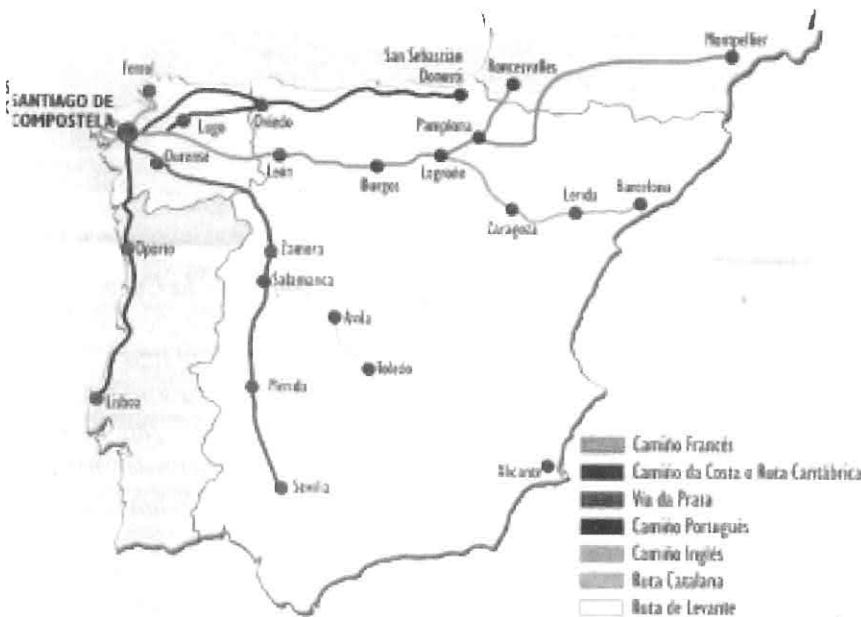 Montpellier
San Sebastián
Donosti
Roncesvalles
Ferrol
SANTIAGO DE
COMPOSTELA
Lugo
Oviedo
Pamplona
Ourense
León
Burgos
Logroño
Zaragoza
Lerida
Barcelona
Oporto
Zamora
Salamanca
Avila
Toledo
Mérida
Lisboa
Sevilla
Alicante
Camiño Francés
Camiño da Costa o Ruta Cantábrica
Vía da Prata
Camiño Portugués
Camiño Inglés
Ruta Catalana
Ruta de Levante